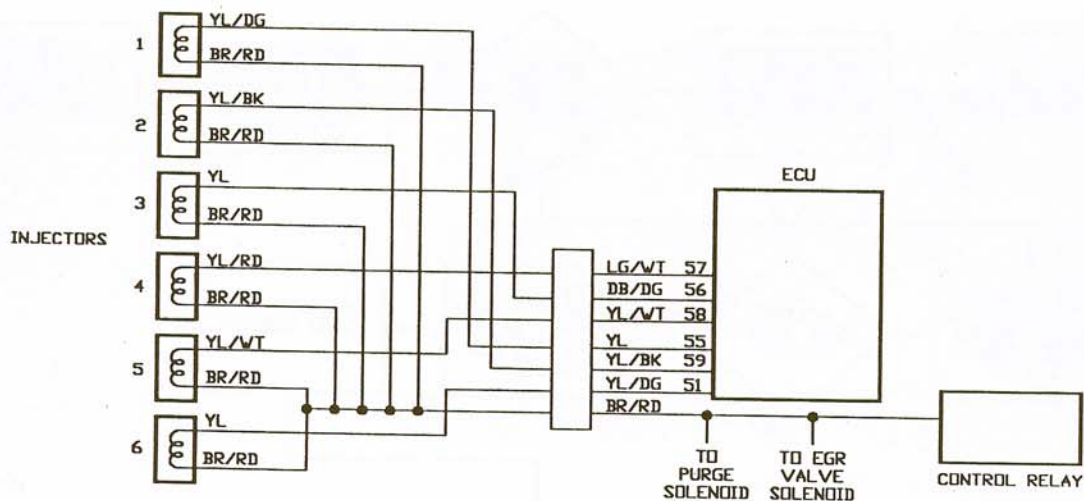 INJECTORS
1
YL/DG
BR/RD
2
YL/BK
BR/RD
3
YL
BR/RD
4
YL/RD
BR/RD
5
YL/WT
BR/RD
6
YL
BR/RD
ECU
LG/WT 57
DB/DG 56
YL/WT 58
YL 55
YL/BK 59
YL/DG 51
BR/RD
TO
PURGE
SOLENOID
TO EGR
VALVE
SOLENOID
CONTROL RELAY